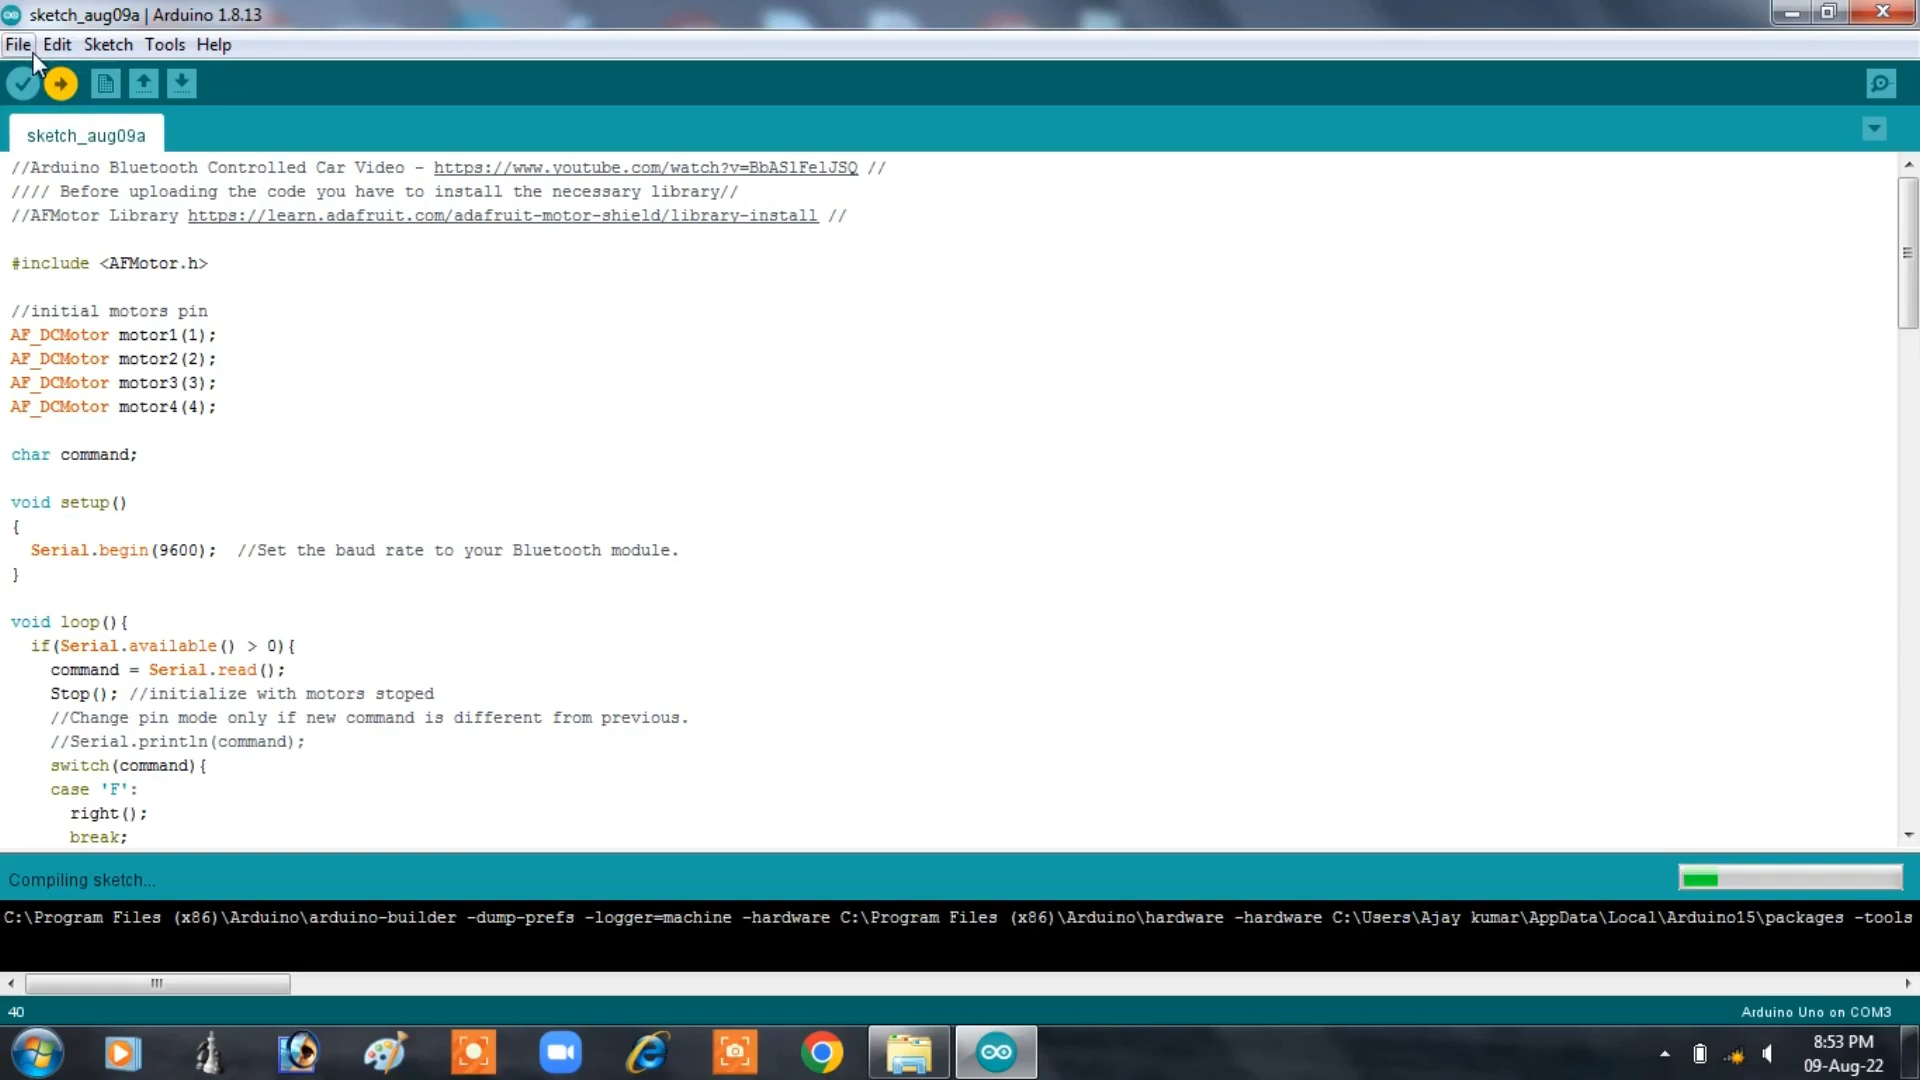 sketch_aug09a | Arduino 1.8.13
File Edit Sketch Tools Help
sketch_aug09a
//Arduino Bluetooth Controlled Car Video - https://www.youtube.com/watch?v=BbASlFelJSQ //
//// Before uploading the code you have to install the necessary library//
//AFMotor Library https://learn.adafruit.com/adafruit-motor-shield/library-install //
#include <AFMotor.h>
//initial motors pin
AF_DCMotor motor1(1);
AF_DCMotor motor2(2);
AF_DCMotor motor3(3);
AF_DCMotor motor4(4);
char command;
void setup()
{
Serial.begin(9600); //Set the baud rate to your Bluetooth module.
}
void loop(){
if(Serial.available() > 0){
command = Serial.read();
Stop(); //initialize with motors stoped
//Change pin mode only if new command is different from previous.
//Serial.println(command);
switch(command){
case 'F':
right();
break;
Compiling sketch...
C:\Program Files (x86)\Arduino\arduino-builder -dump-prefs -logger=machine -hardware C:\Program Files (x86)\Arduino\hardware -hardware C:\Users\Ajay kumar\AppData\Local\Arduino15\packages -tools
40
Arduino Uno on COM3
8:53 PM
09-Aug-22